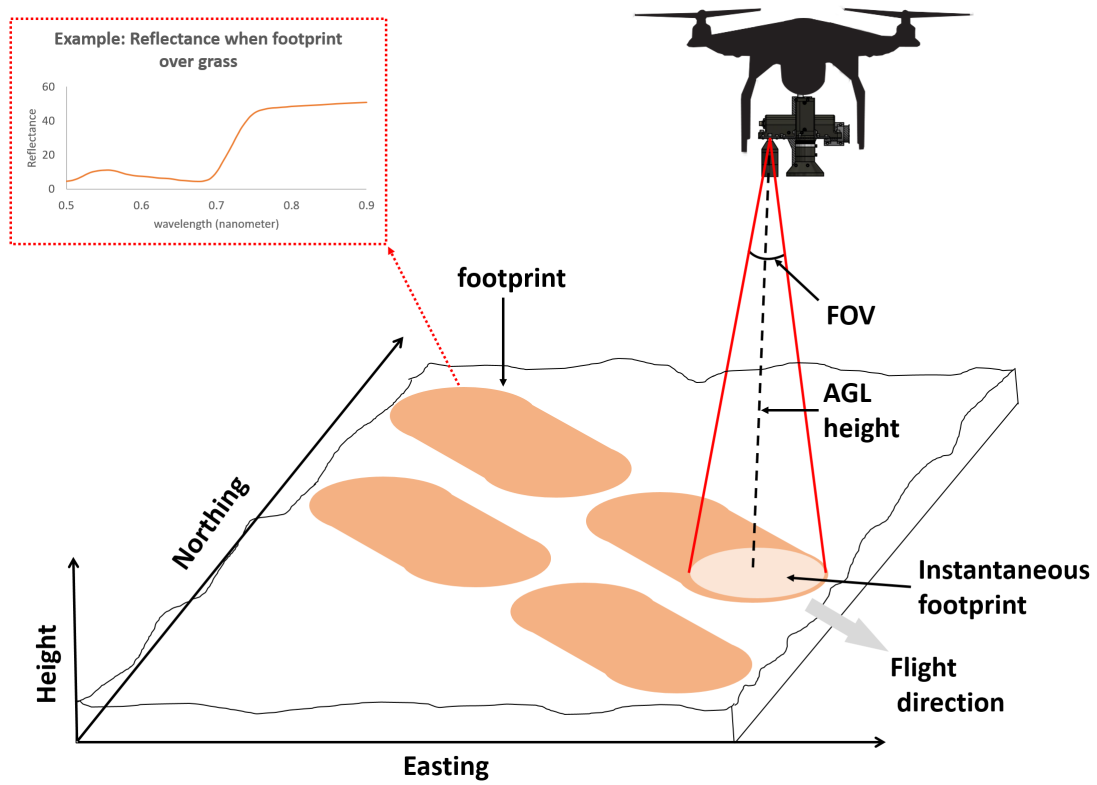 Example: Reflectance when footprint
over grass
60
40
20
0
Reflectance
0.5
0.6
0.7
0.8
0.9
wavelength (nanometer)
footprint
FOV
AGL
height
Northing
Instantaneous
footprint
Flight
direction
Height
Easting